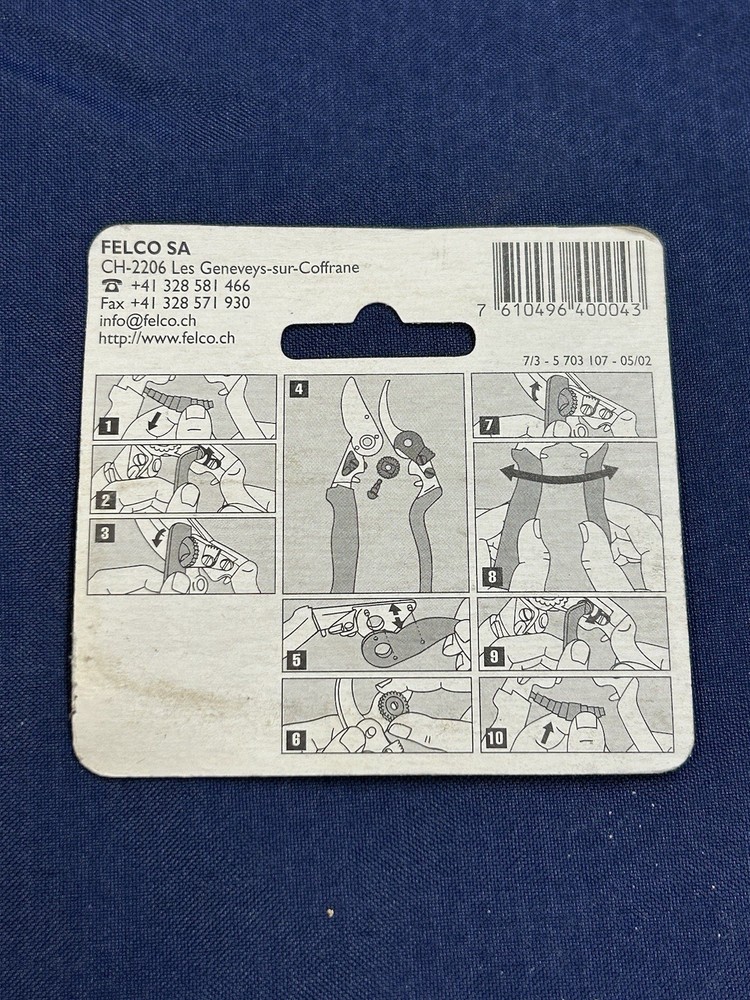 FELCO SA
CH-2206 Les Geneveys-sur-Coffrane
☎ +41 328 581 466
Fax +41 328 571 930
info@felco.ch
http://www.felco.ch
7 610496 400043
7/3 - 5 703 107 - 05/02
1
2
3
4
5
6
7
8
9
10